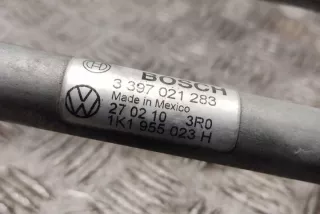 BOSCH
3 397 021 283
Made in Mexico
27 02 10 3R0
1K1 955 023 H